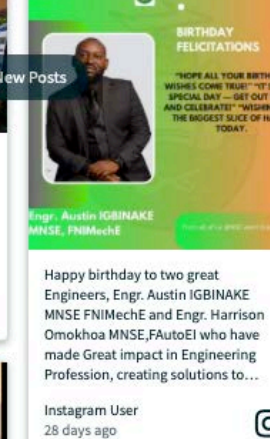 BIRTHDAY
FELICITATIONS
"HOPE ALL YOUR BIRTH
WISHES COME TRUE!" "IT'
SPECIAL DAY — GET OUT
AND CELEBRATE!" "WISHIN
THE BIGGEST SLICE OF H
TODAY.
New Posts
Engr. Austin IGBINAKE
MNSE, FNIMechE
Happy birthday to two great
Engineers, Engr. Austin IGBINAKE
MNSE FNIMechE and Engr. Harrison
Omokhoa MNSE,FAutoEI who have
made Great impact in Engineering
Profession, creating solutions to...
Instagram User
28 days ago